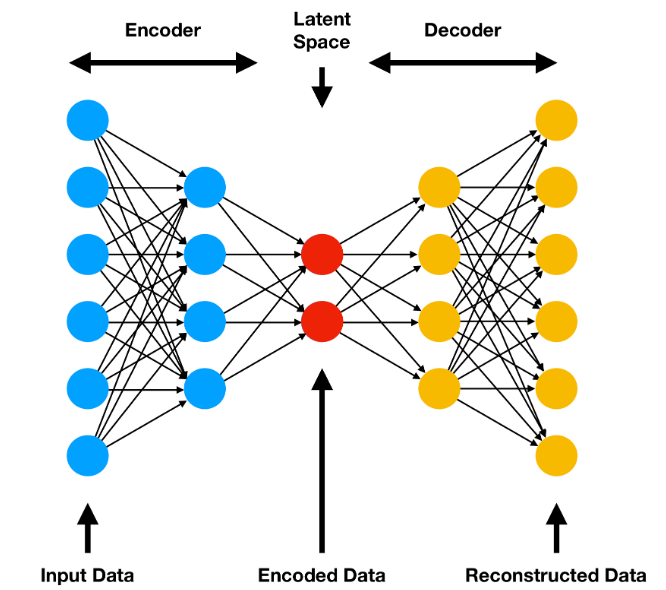 Encoder
Latent
Space
Decoder
Input Data
Encoded Data
Reconstructed Data